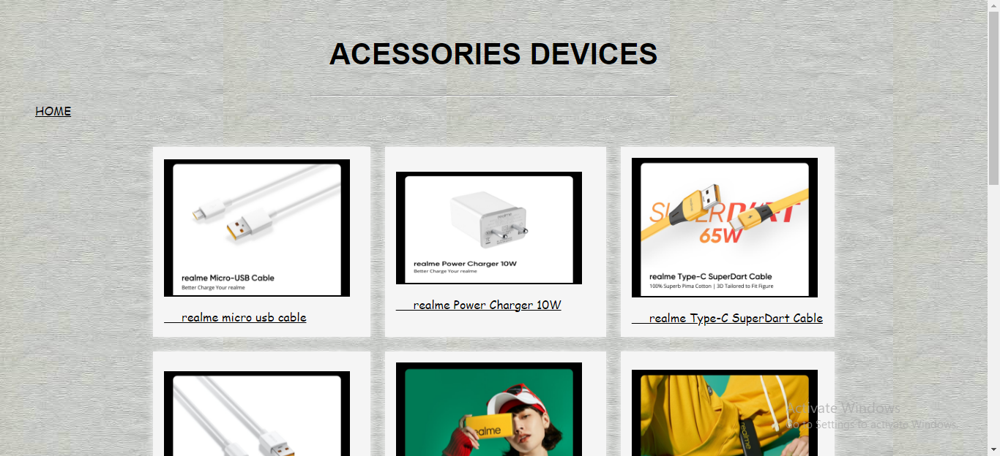 ACESSORIES DEVICES
HOME
realme Micro-USB Cable
Better Charge Your realme
realme micro usb cable
realme
realme Power Charger 10W
Better Charge Your realme
realme Power Charger 10W
SUPERDART
65W
realme Type-C SuperDart Cable
100% Superb Pima Cotton | 3D Tailored to Fit Figure
realme Type-C SuperDart Cable
realme
realme
Activate Windows
Go to Settings to activate Windows.